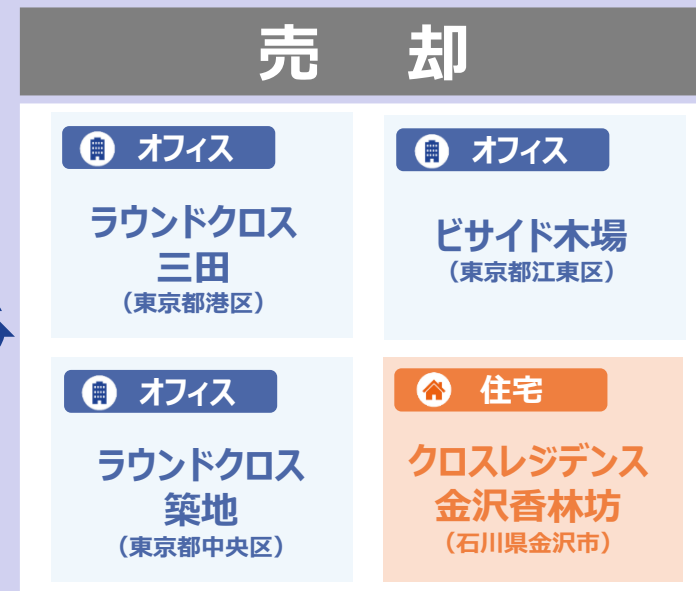 売 却
オフィス
ラウンドクロス
三田
（東京都港区）
オフィス
ビサイド木場
（東京都江東区）
オフィス
ラウンドクロス
築地
（東京都中央区）
住宅
クロスレジデンス
金沢香林坊
（石川県金沢市）